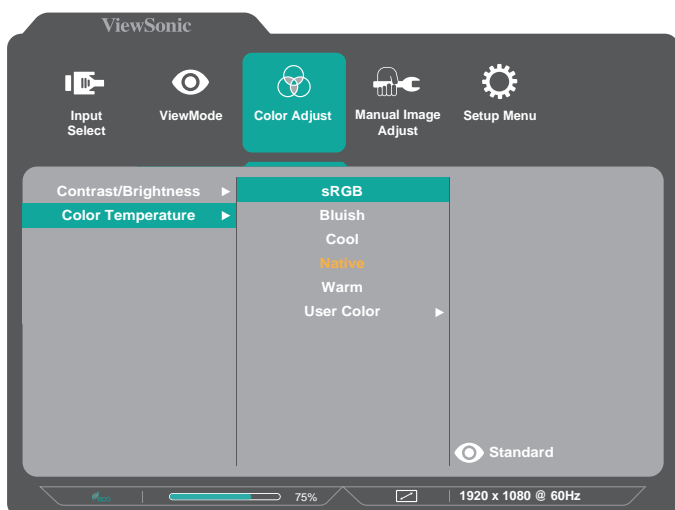 ViewSonic
Input
Select
ViewMode
Color Adjust
Manual Image
Adjust
Setup Menu
Contrast/Brightness
Color Temperature
sRGB
Bluish
Cool
Native
Warm
User Color
Standard
eco
75%
1920 x 1080 @ 60Hz